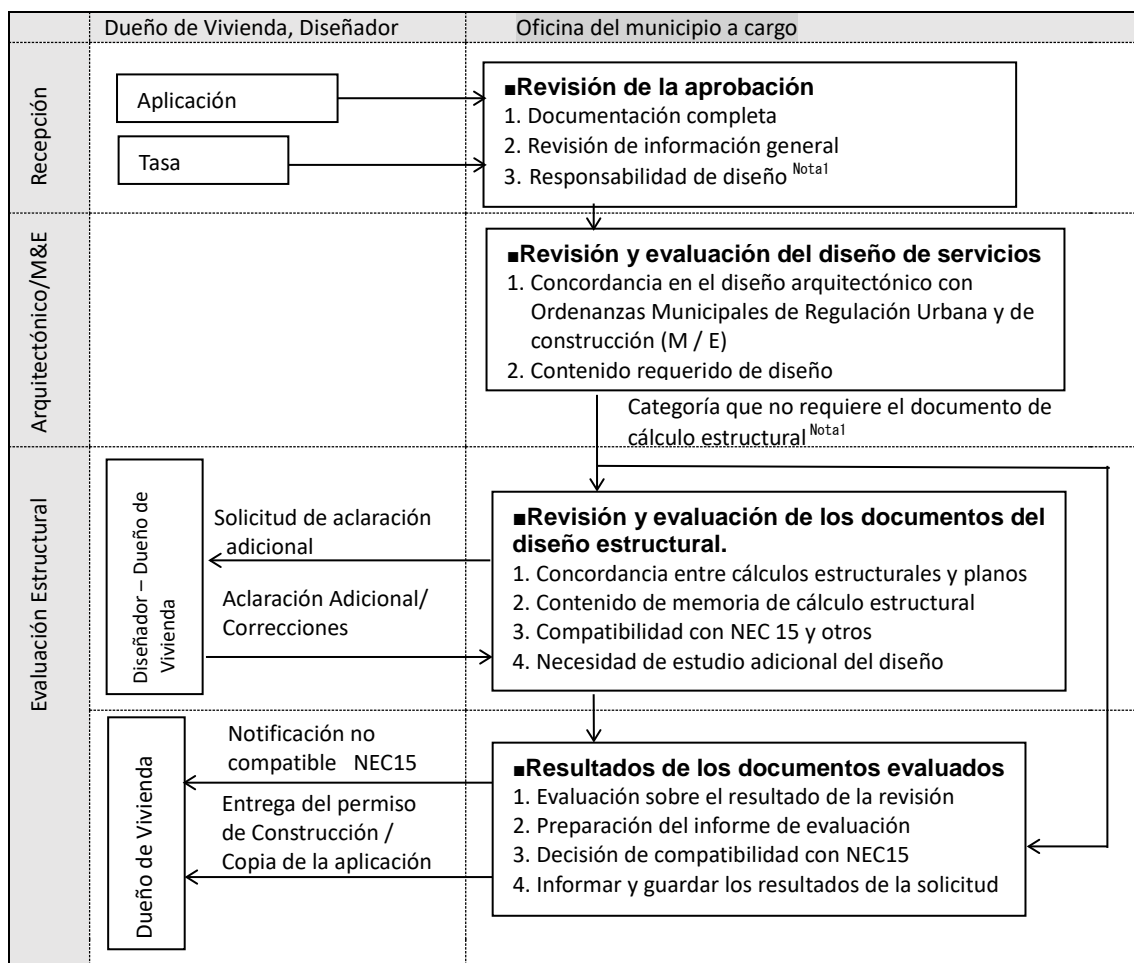 Dueño de Vivienda, Diseñador
Oficina del municipio a cargo
Recepción
Aplicación
Tasa
■Revisión de la aprobación
1. Documentación completa
2. Revisión de información general
3. Responsabilidad de diseño Nota1
Arquitectónico/M&E
■Revisión y evaluación del diseño de servicios
1. Concordancia en el diseño arquitectónico con
Ordenanzas Municipales de Regulación Urbana y de
construcción (M / E)
2. Contenido requerido de diseño
Categoría que no requiere el documento de
cálculo estructural Nota1
Evaluación Estructural
Diseñador – Dueño de
Vivienda
Solicitud de aclaración
adicional
Aclaración Adicional/
Correcciones
■Revisión y evaluación de los documentos del
diseño estructural.
1. Concordancia entre cálculos estructurales y planos
2. Contenido de memoria de cálculo estructural
3. Compatibilidad con NEC 15 y otros
4. Necesidad de estudio adicional del diseño
Dueño de Vivienda
Notificación no
compatible NEC15
Entrega del permiso
de Construcción /
Copia de la aplicación
■Resultados de los documentos evaluados
1. Evaluación sobre el resultado de la revisión
2. Preparación del informe de evaluación
3. Decisión de compatibilidad con NEC15
4. Informar y guardar los resultados de la solicitud